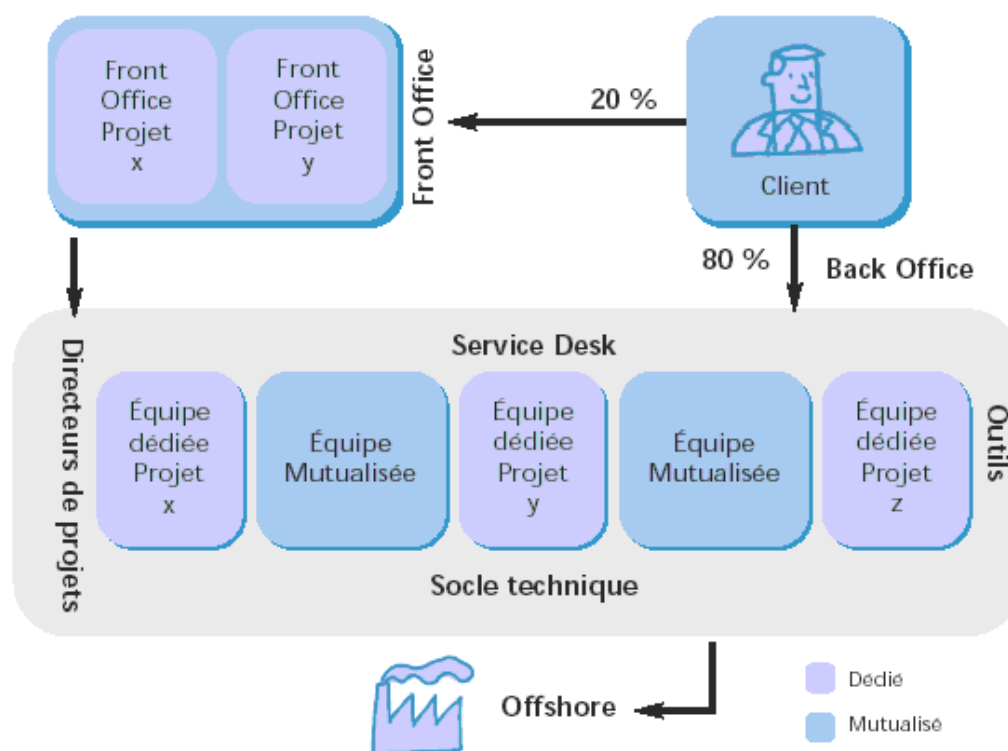 Front
Office
Projet
x
Front
Office
Projet
y
Front Office
20 %
Client
80 %
Back Office
Directeurs de projets
Service Desk
Équipe
dédiée
Projet
x
Équipe
Mutualisée
Équipe
dédiée
Projet
y
Équipe
Mutualisée
Équipe
dédiée
Projet
z
Outils
Socle technique
Offshore
Dédié
Mutualisé